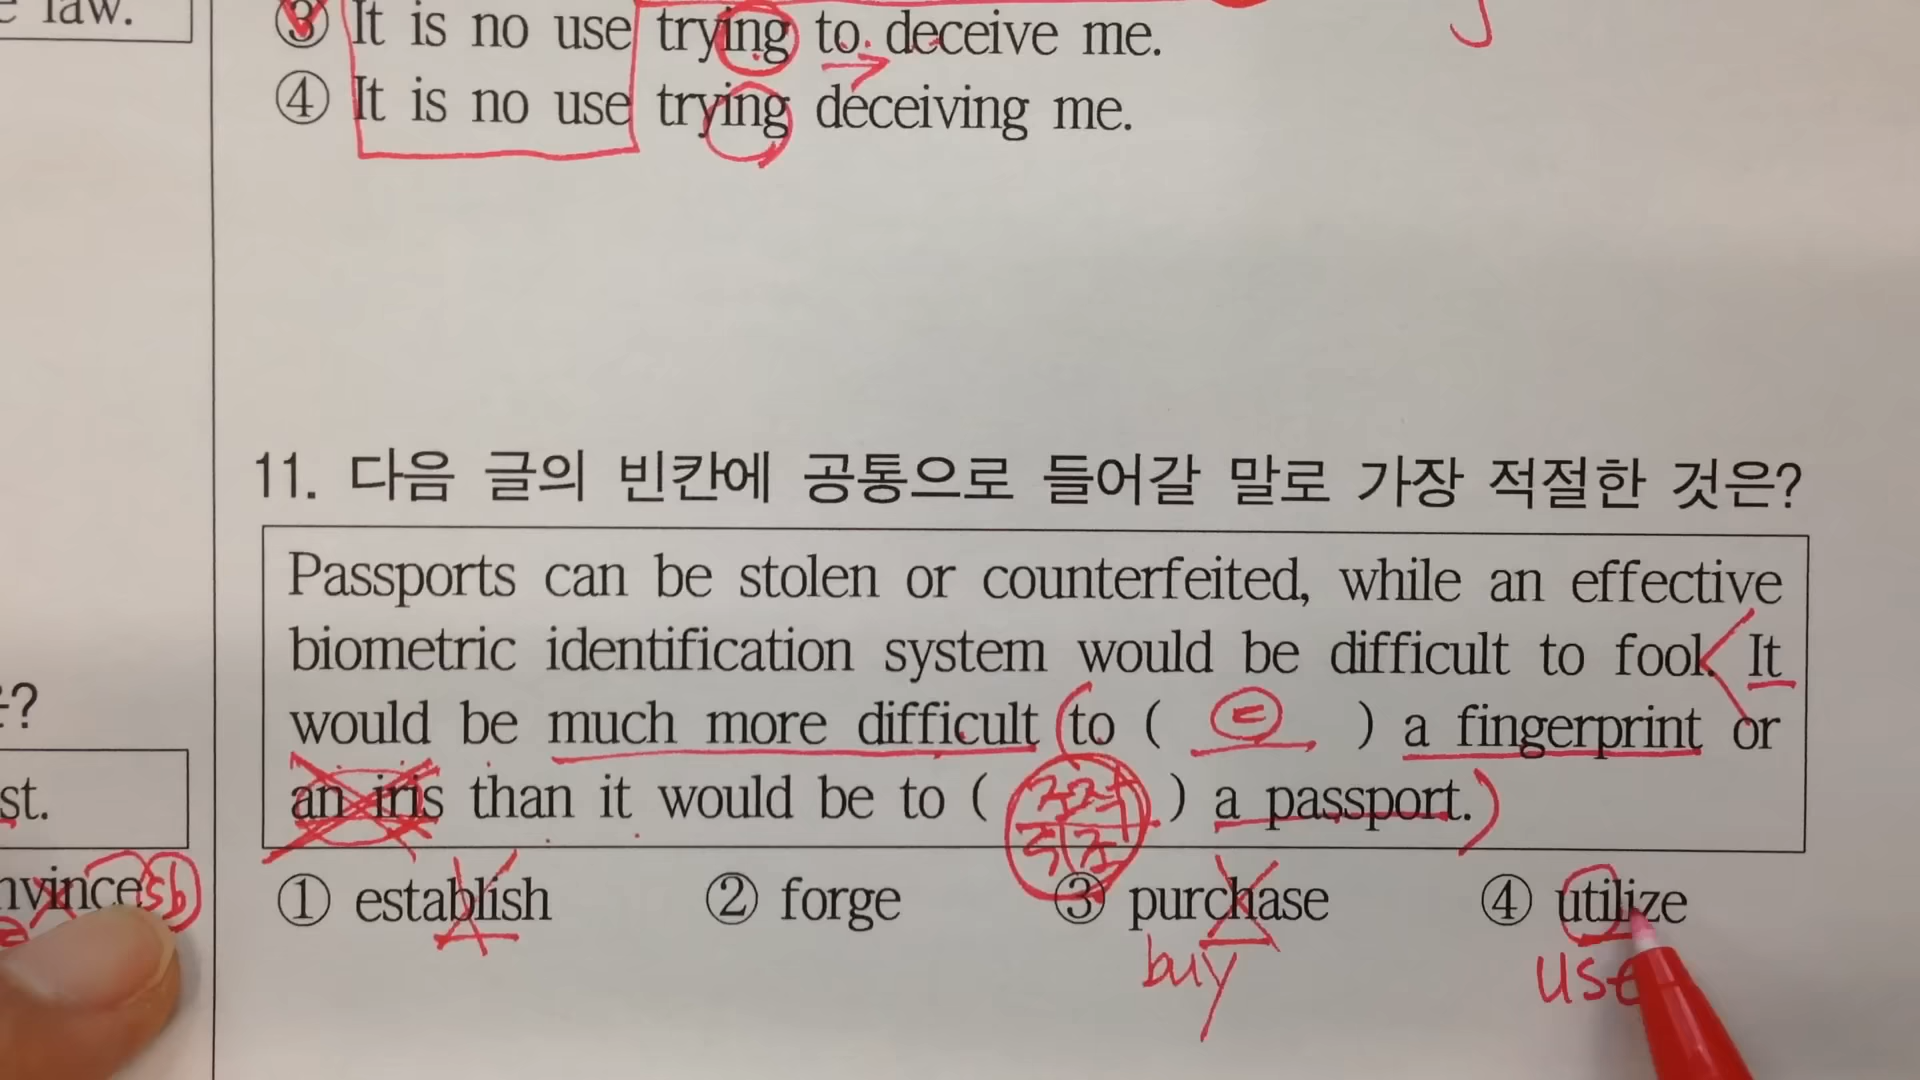 law.
③ It is no use trying to deceive me.
④ It is no use trying deceiving me.
11. 다음 글의 빈칸에 공통으로 들어갈 말로 가장 적절한 것은?
Passports can be stolen or counterfeited, while an effective
biometric identification system would be difficult to fool. It
would be much more difficult to ( ) a fingerprint or
an iris than it would be to ( 위조 ) a passport.
① establish ② forge ③ purchase ④ utilize
buy use
?
st.
nvince sb